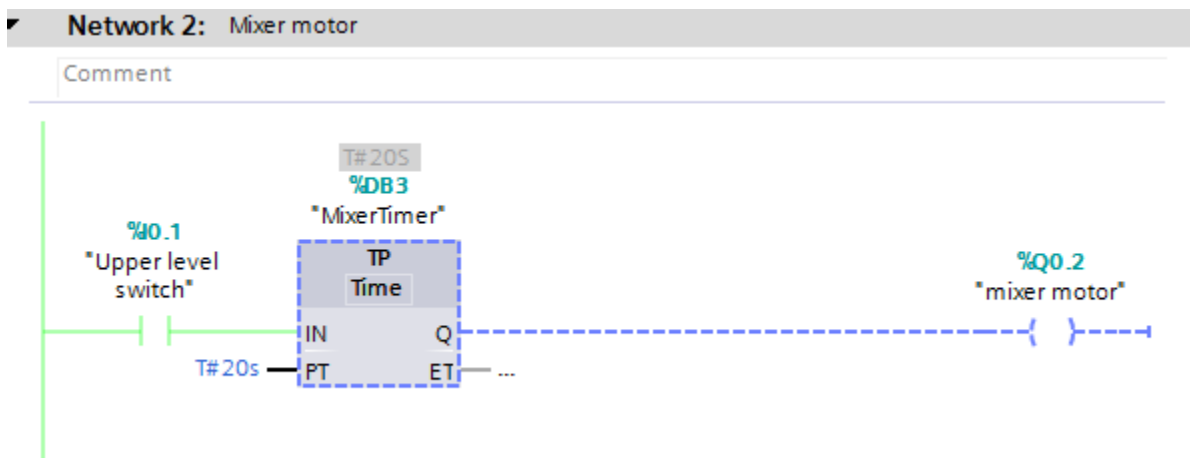 Network 2: Mixer motor
Comment
T#20S
%DB3
"MixerTimer"
%I0.1
"Upper level
switch"
TP
Time
%Q0.2
"mixer motor"
IN
Q
T#20s
PT
ET
...